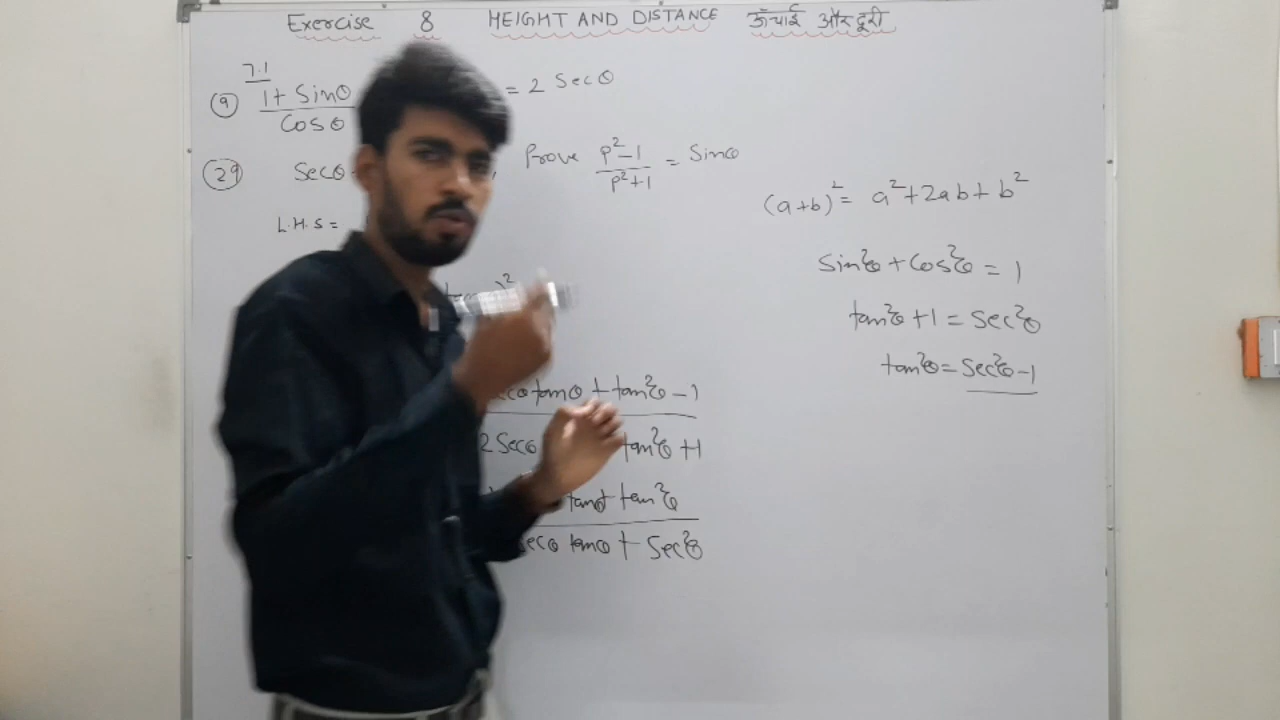 Exercise 8 HEIGHT AND DISTANCE ऊँचाई और दूरी
7.1
9 1 + Sinθ = 2 Secθ
Cosθ
29 Secθ Prove P²-1 = Sinθ
P²+1
L.H.S =
(a+b)² = a²+2ab+b²
Sin²θ + Cos²θ = 1
tan²θ + 1 = Sec²θ
tan²θ = Sec²θ - 1
)²
tanθ + tan²θ - 1
2 Secθ tan²θ + 1
tanθ + tan²θ
tanθ + Sec²θ